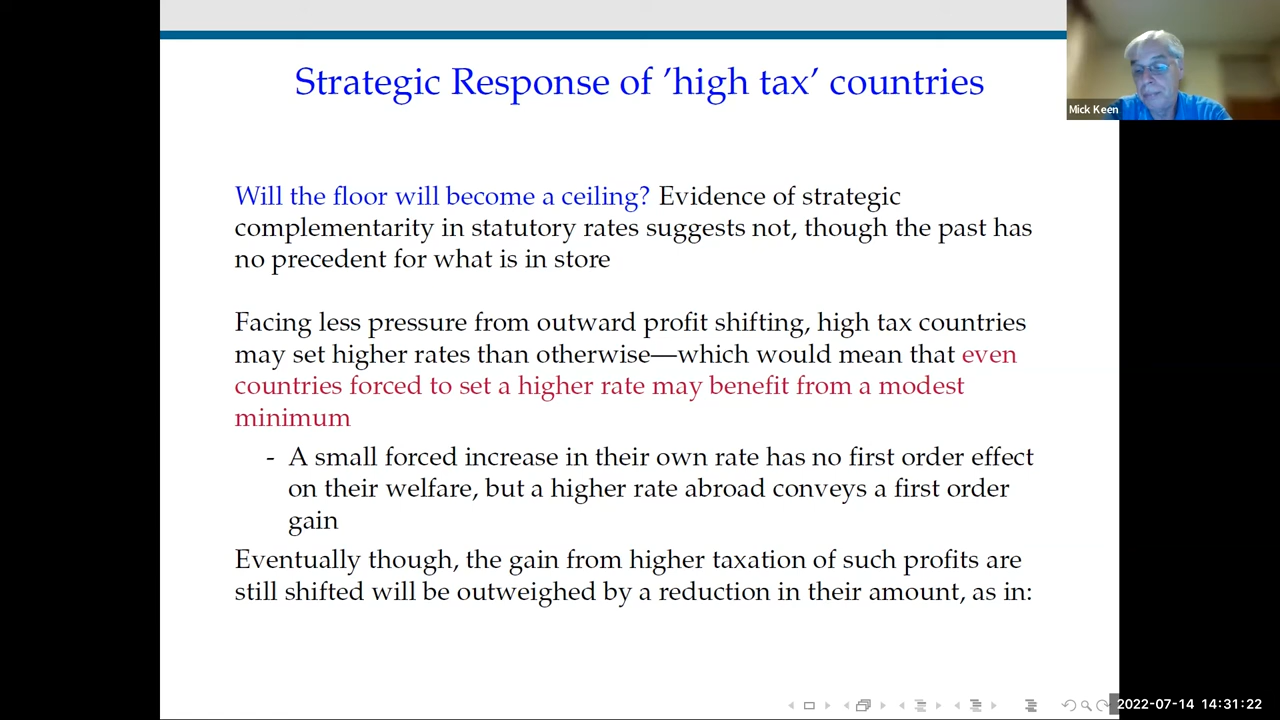 Strategic Response of 'high tax' countries
Mick Keen
Will the floor will become a ceiling? Evidence of strategic
complementarity in statutory rates suggests not, though the past has
no precedent for what is in store
Facing less pressure from outward profit shifting, high tax countries
may set higher rates than otherwise—which would mean that even
countries forced to set a higher rate may benefit from a modest
minimum
- A small forced increase in their own rate has no first order effect
on their welfare, but a higher rate abroad conveys a first order
gain
Eventually though, the gain from higher taxation of such profits are
still shifted will be outweighed by a reduction in their amount, as in:
2022-07-14 14:31:22